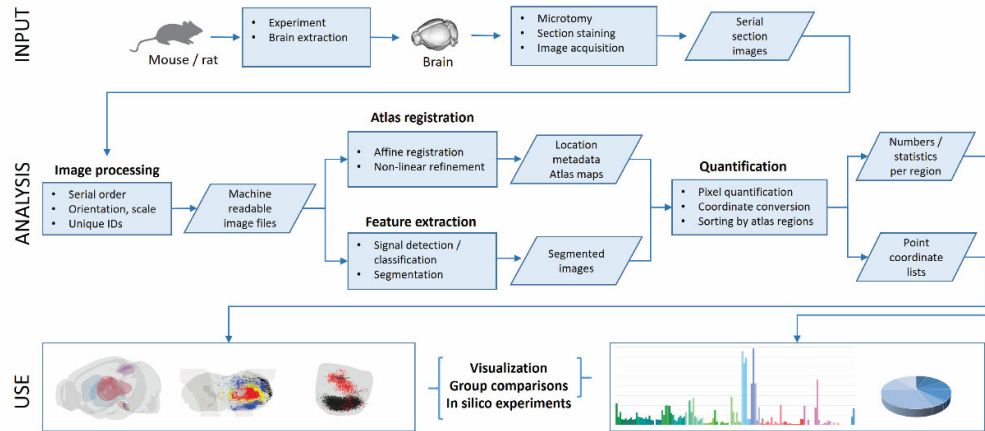 INPUT
Mouse / rat
• Experiment
• Brain extraction
Brain
• Microtomy
• Section staining
• Image acquisition
Serial
section
images
ANALYSIS
Image processing
• Serial order
• Orientation, scale
• Unique IDs
Machine
readable
image files
Atlas registration
• Affine registration
• Non-linear refinement
Location
metadata
Atlas maps
Feature extraction
• Signal detection /
classification
• Segmentation
Segmented
images
Quantification
• Pixel quantification
• Coordinate conversion
• Sorting by atlas regions
Numbers /
statistics
per region
Point
coordinate
lists
USE
Visualization
Group comparisons
In silico experiments